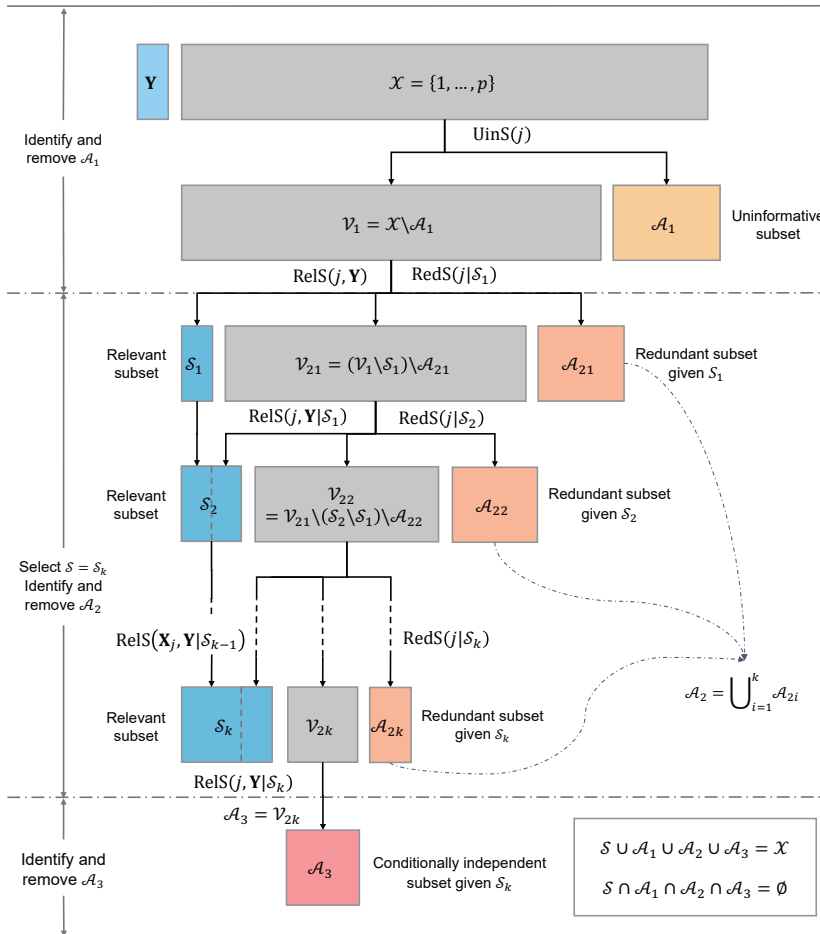 Y
𝒳 = {1, …, p}
UinS(j)
Identify and
remove 𝒜₁
𝒱₁ = 𝒳\𝒜₁
𝒜₁
Uninformative
subset
RelS(j, Y)
RedS(j|𝒮₁)
Relevant
subset
𝒮₁
𝒱₂₁ = (𝒱₁\𝒮₁)\𝒜₂₁
𝒜₂₁
Redundant subset
given 𝒮₁
RelS(j, Y|𝒮₁)
RedS(j|𝒮₂)
Relevant
subset
𝒮₂
𝒱₂₂
= 𝒱₂₁\(𝒮₂\𝒮₁)\𝒜₂₂
𝒜₂₂
Redundant subset
given 𝒮₂
Select 𝒮 = 𝒮ₖ
Identify and
remove 𝒜₂
RelS(Xⱼ, Y|𝒮ₖ₋₁)
RedS(j|𝒮ₖ)
Relevant
subset
𝒮ₖ
𝒱₂ₖ
𝒜₂ₖ
Redundant subset
given 𝒮ₖ
𝒜₂ = ⋃ᵏᵢ₌₁ 𝒜₂ᵢ
RelS(j, Y|𝒮ₖ)
𝒜₃ = 𝒱₂ₖ
Identify and
remove 𝒜₃
𝒜₃
Conditionally independent
subset given 𝒮ₖ
𝒮 ∪ 𝒜₁ ∪ 𝒜₂ ∪ 𝒜₃ = 𝒳
𝒮 ∩ 𝒜₁ ∩ 𝒜₂ ∩ 𝒜₃ = ∅